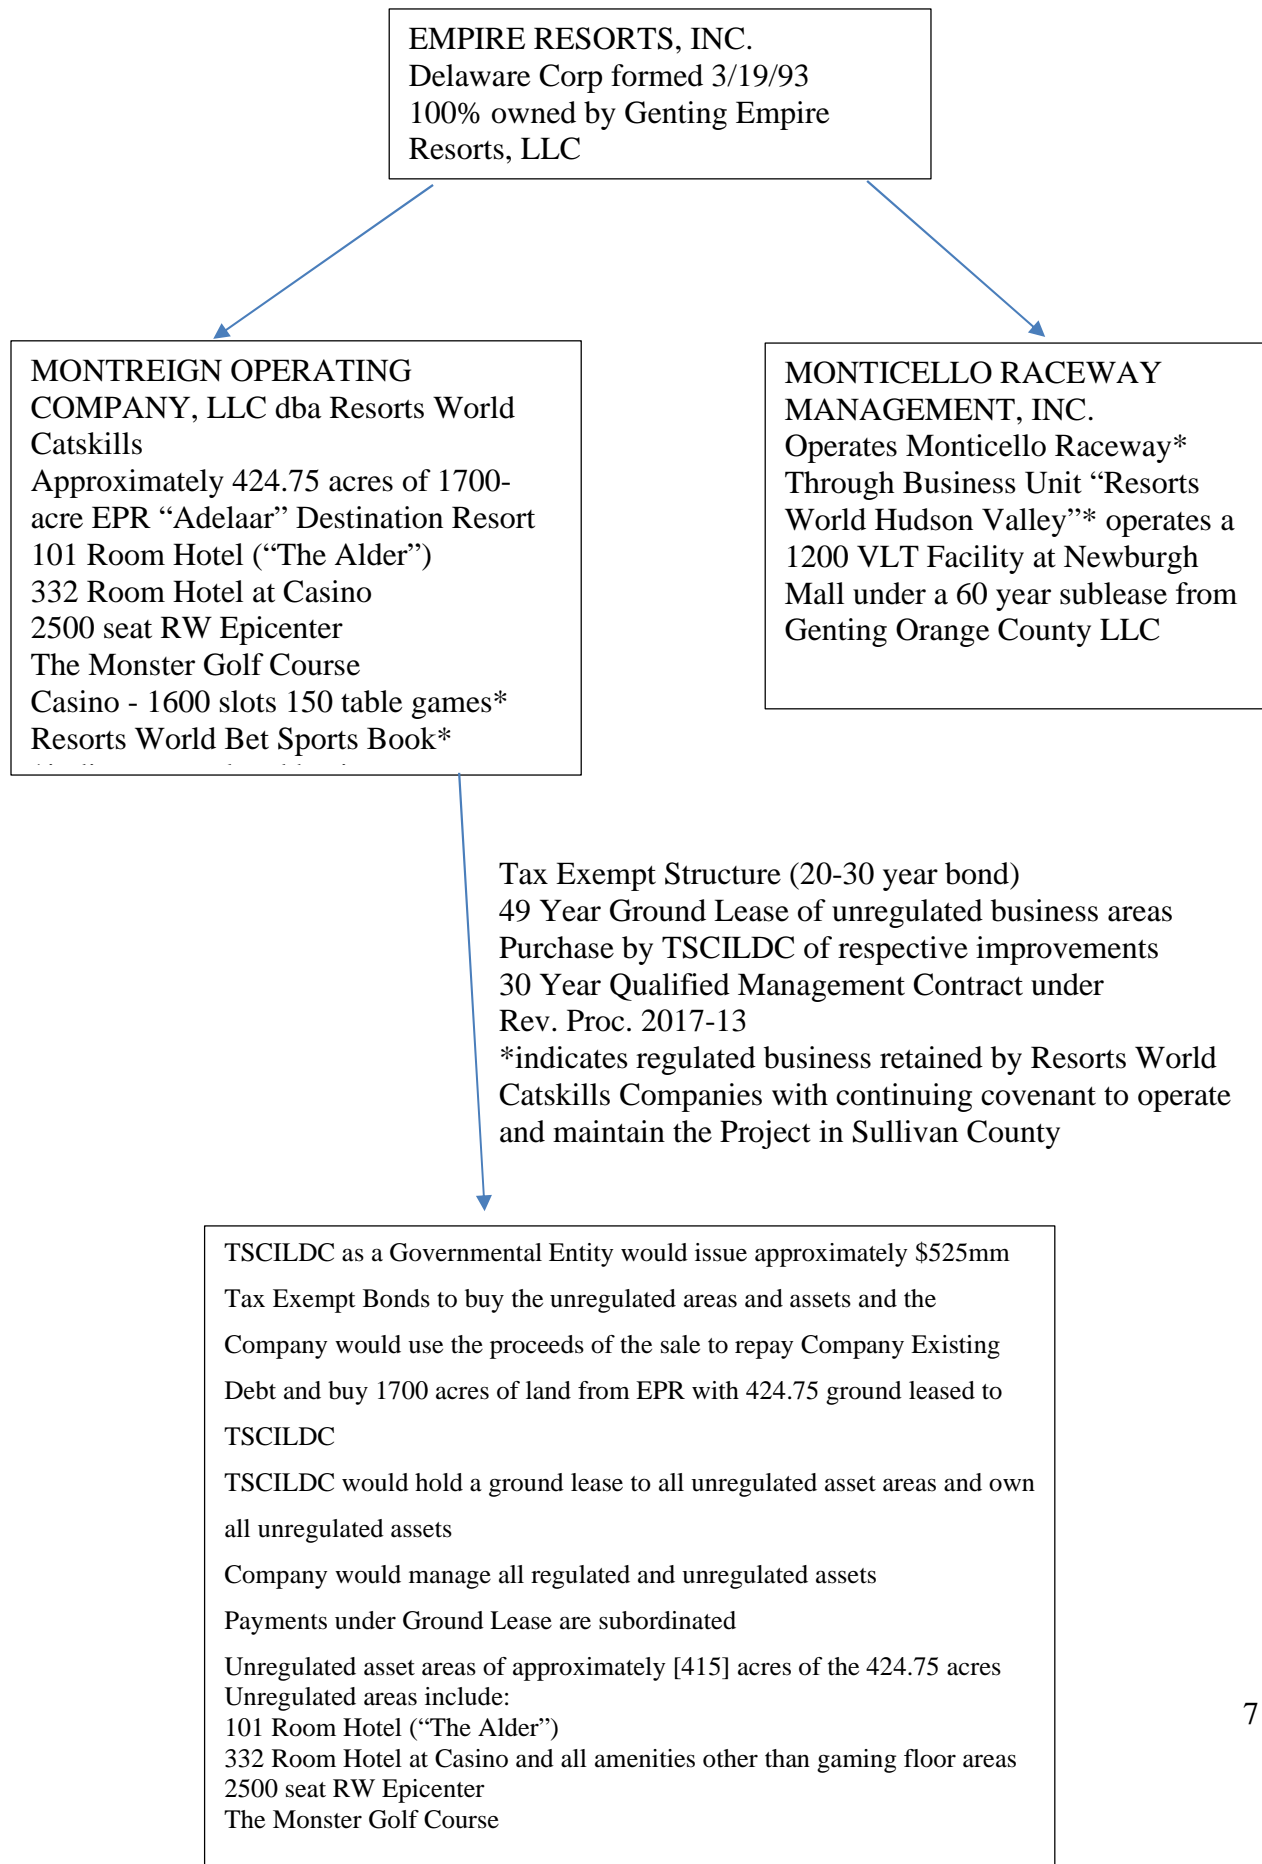 EMPIRE RESORTS, INC.
Delaware Corp formed 3/19/93
100% owned by Genting Empire
Resorts, LLC
MONTREIGN OPERATING
COMPANY, LLC dba Resorts World
Catskills
Approximately 424.75 acres of 1700-
acre EPR “Adelaar” Destination Resort
101 Room Hotel (“The Alder”)
332 Room Hotel at Casino
2500 seat RW Epicenter
The Monster Golf Course
Casino - 1600 slots 150 table games*
Resorts World Bet Sports Book*
MONTICELLO RACEWAY
MANAGEMENT, INC.
Operates Monticello Raceway*
Through Business Unit “Resorts
World Hudson Valley”* operates a
1200 VLT Facility at Newburgh
Mall under a 60 year sublease from
Genting Orange County LLC
Tax Exempt Structure (20-30 year bond)
49 Year Ground Lease of unregulated business areas
Purchase by TSCILDC of respective improvements
30 Year Qualified Management Contract under
Rev. Proc. 2017-13
*indicates regulated business retained by Resorts World
Catskills Companies with continuing covenant to operate
and maintain the Project in Sullivan County
TSCILDC as a Governmental Entity would issue approximately $525mm
Tax Exempt Bonds to buy the unregulated areas and assets and the
Company would use the proceeds of the sale to repay Company Existing
Debt and buy 1700 acres of land from EPR with 424.75 ground leased to
TSCILDC
TSCILDC would hold a ground lease to all unregulated asset areas and own
all unregulated assets
Company would manage all regulated and unregulated assets
Payments under Ground Lease are subordinated
Unregulated asset areas of approximately [415] acres of the 424.75 acres
Unregulated areas include:
101 Room Hotel (“The Alder”)
332 Room Hotel at Casino and all amenities other than gaming floor areas
2500 seat RW Epicenter
The Monster Golf Course
7